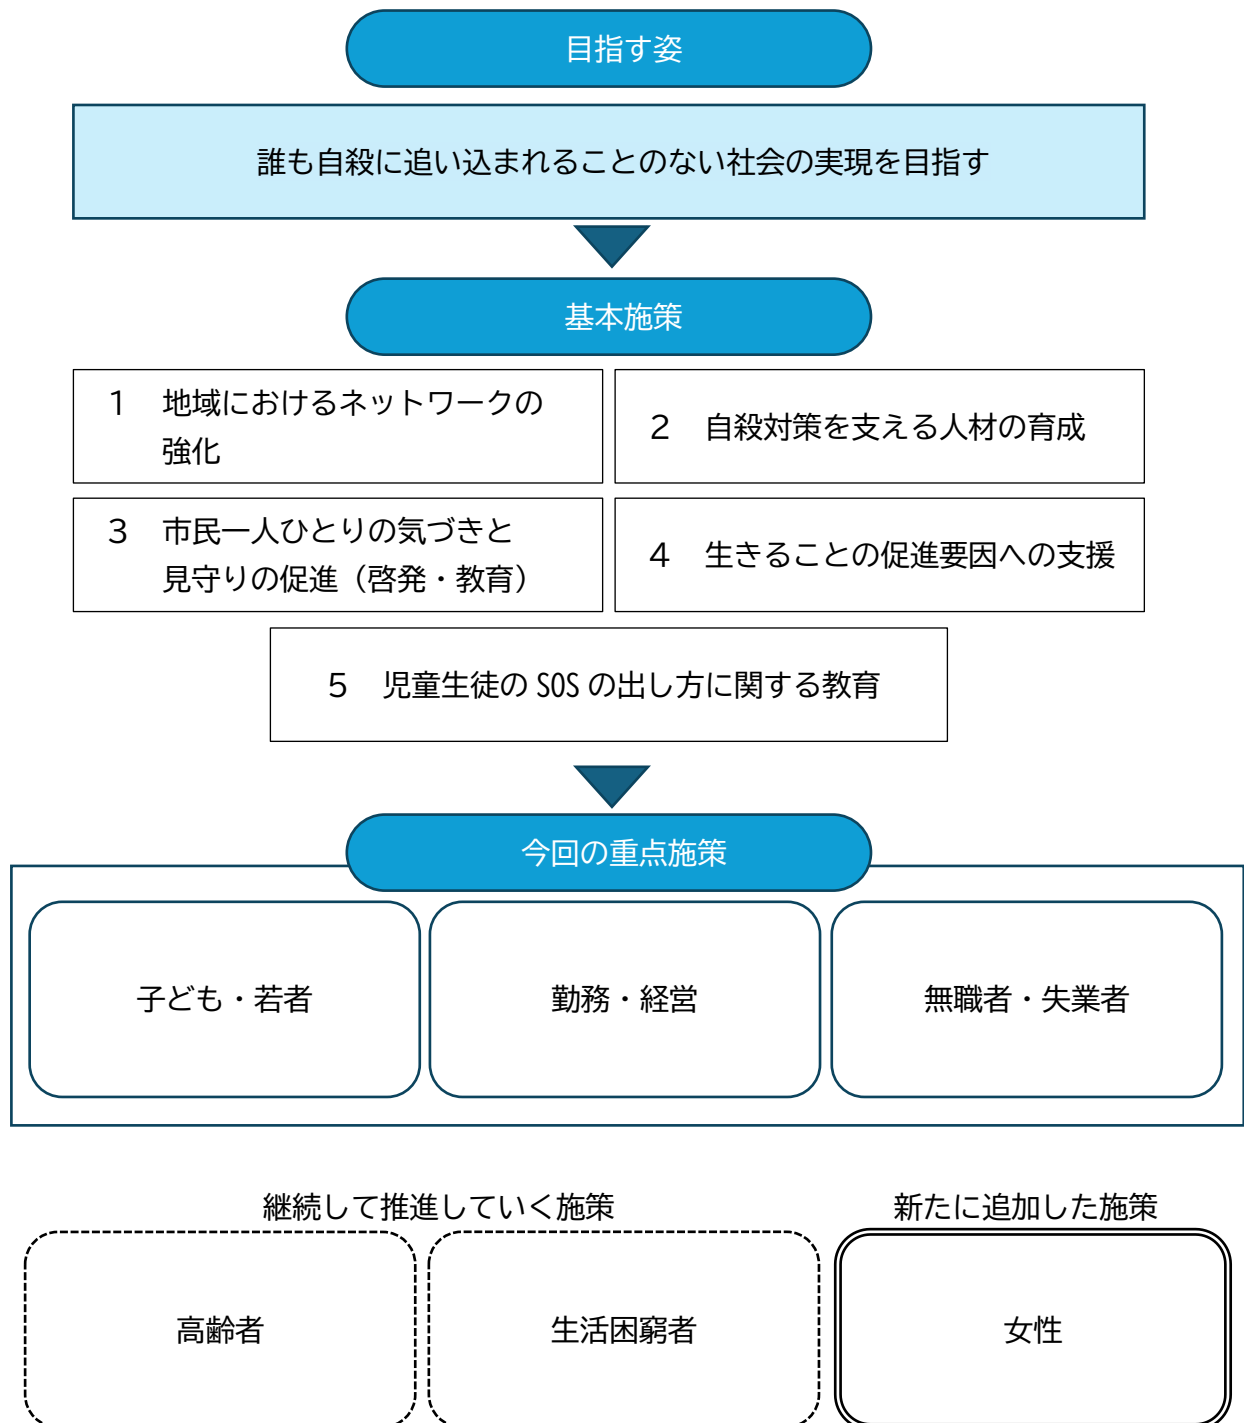 目指す姿
誰も自殺に追い込まれることのない社会の実現を目指す
基本施策
1 地域におけるネットワークの
強化
2 自殺対策を支える人材の育成
3 市民一人ひとりの気づきと
見守りの促進（啓発・教育）
4 生きることの促進要因への支援
5 児童生徒の SOS の出し方に関する教育
今回の重点施策
子ども・若者
勤務・経営
無職者・失業者
継続して推進していく施策
新たに追加した施策
高齢者
生活困窮者
女性